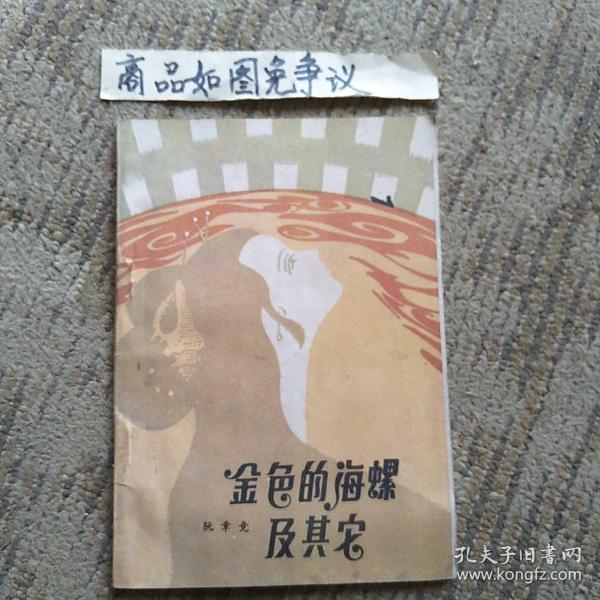 商品如图免争议
金色的海螺
及其它
阮章竞
孔夫子旧书网
www.kongfz.com